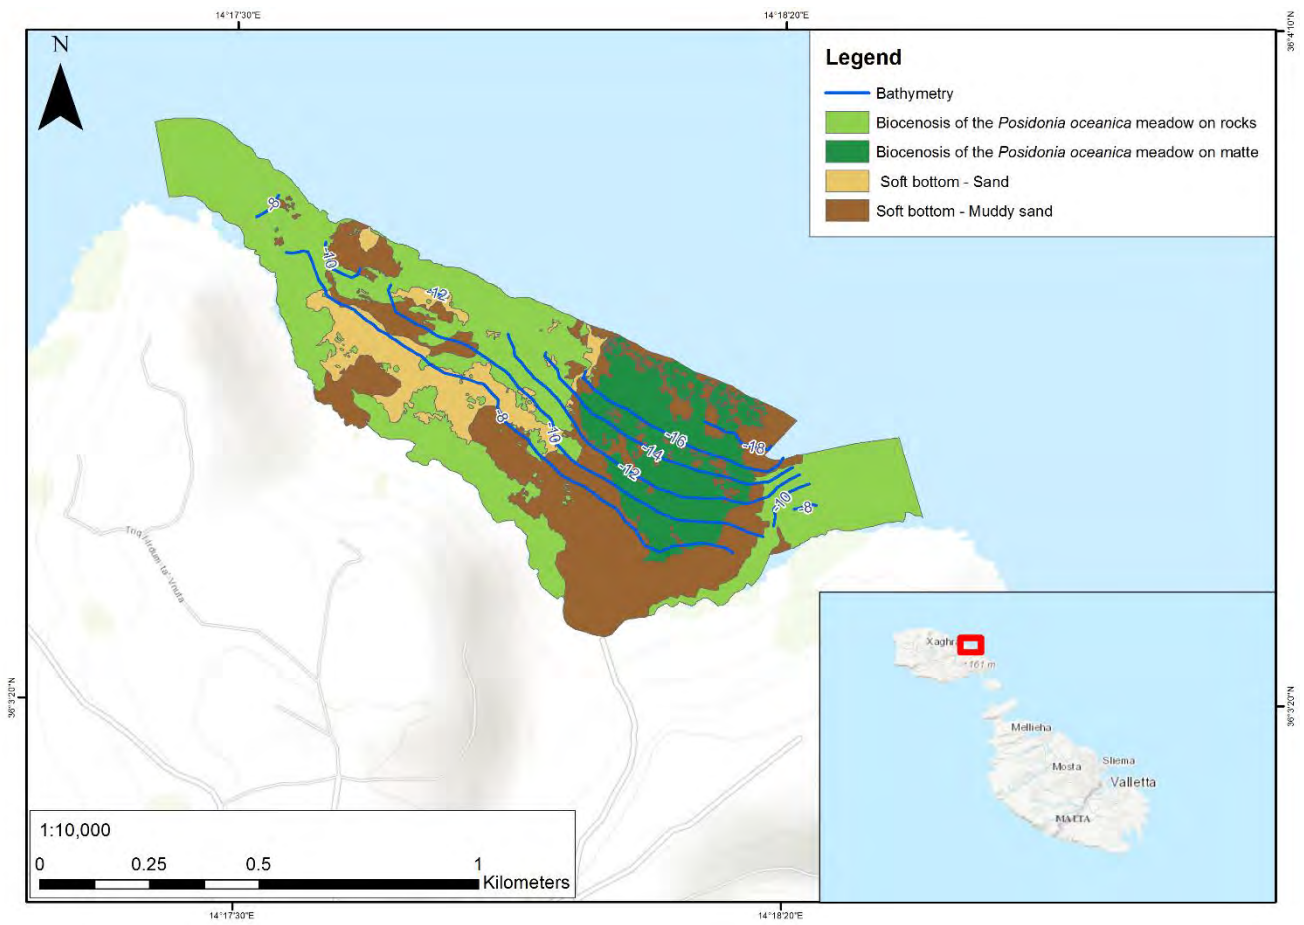 14°17'30"E
14°18'20"E
36°4'10"N
N
Legend
Bathymetry
Biocenosis of the Posidonia oceanica meadow on rocks
Biocenosis of the Posidonia oceanica meadow on matte
Soft bottom - Sand
Soft bottom - Muddy sand
-8
-10
-12
-8
-10
-16
-14
-12
-18
-10
-8
36°3'20"N
36°3'20"N
Xaghra
161 m
Mellieha
Mosta
Sliema
Valletta
MALTA
1:10,000
0 0.25 0.5 1
Kilometers
14°17'30"E
14°18'20"E